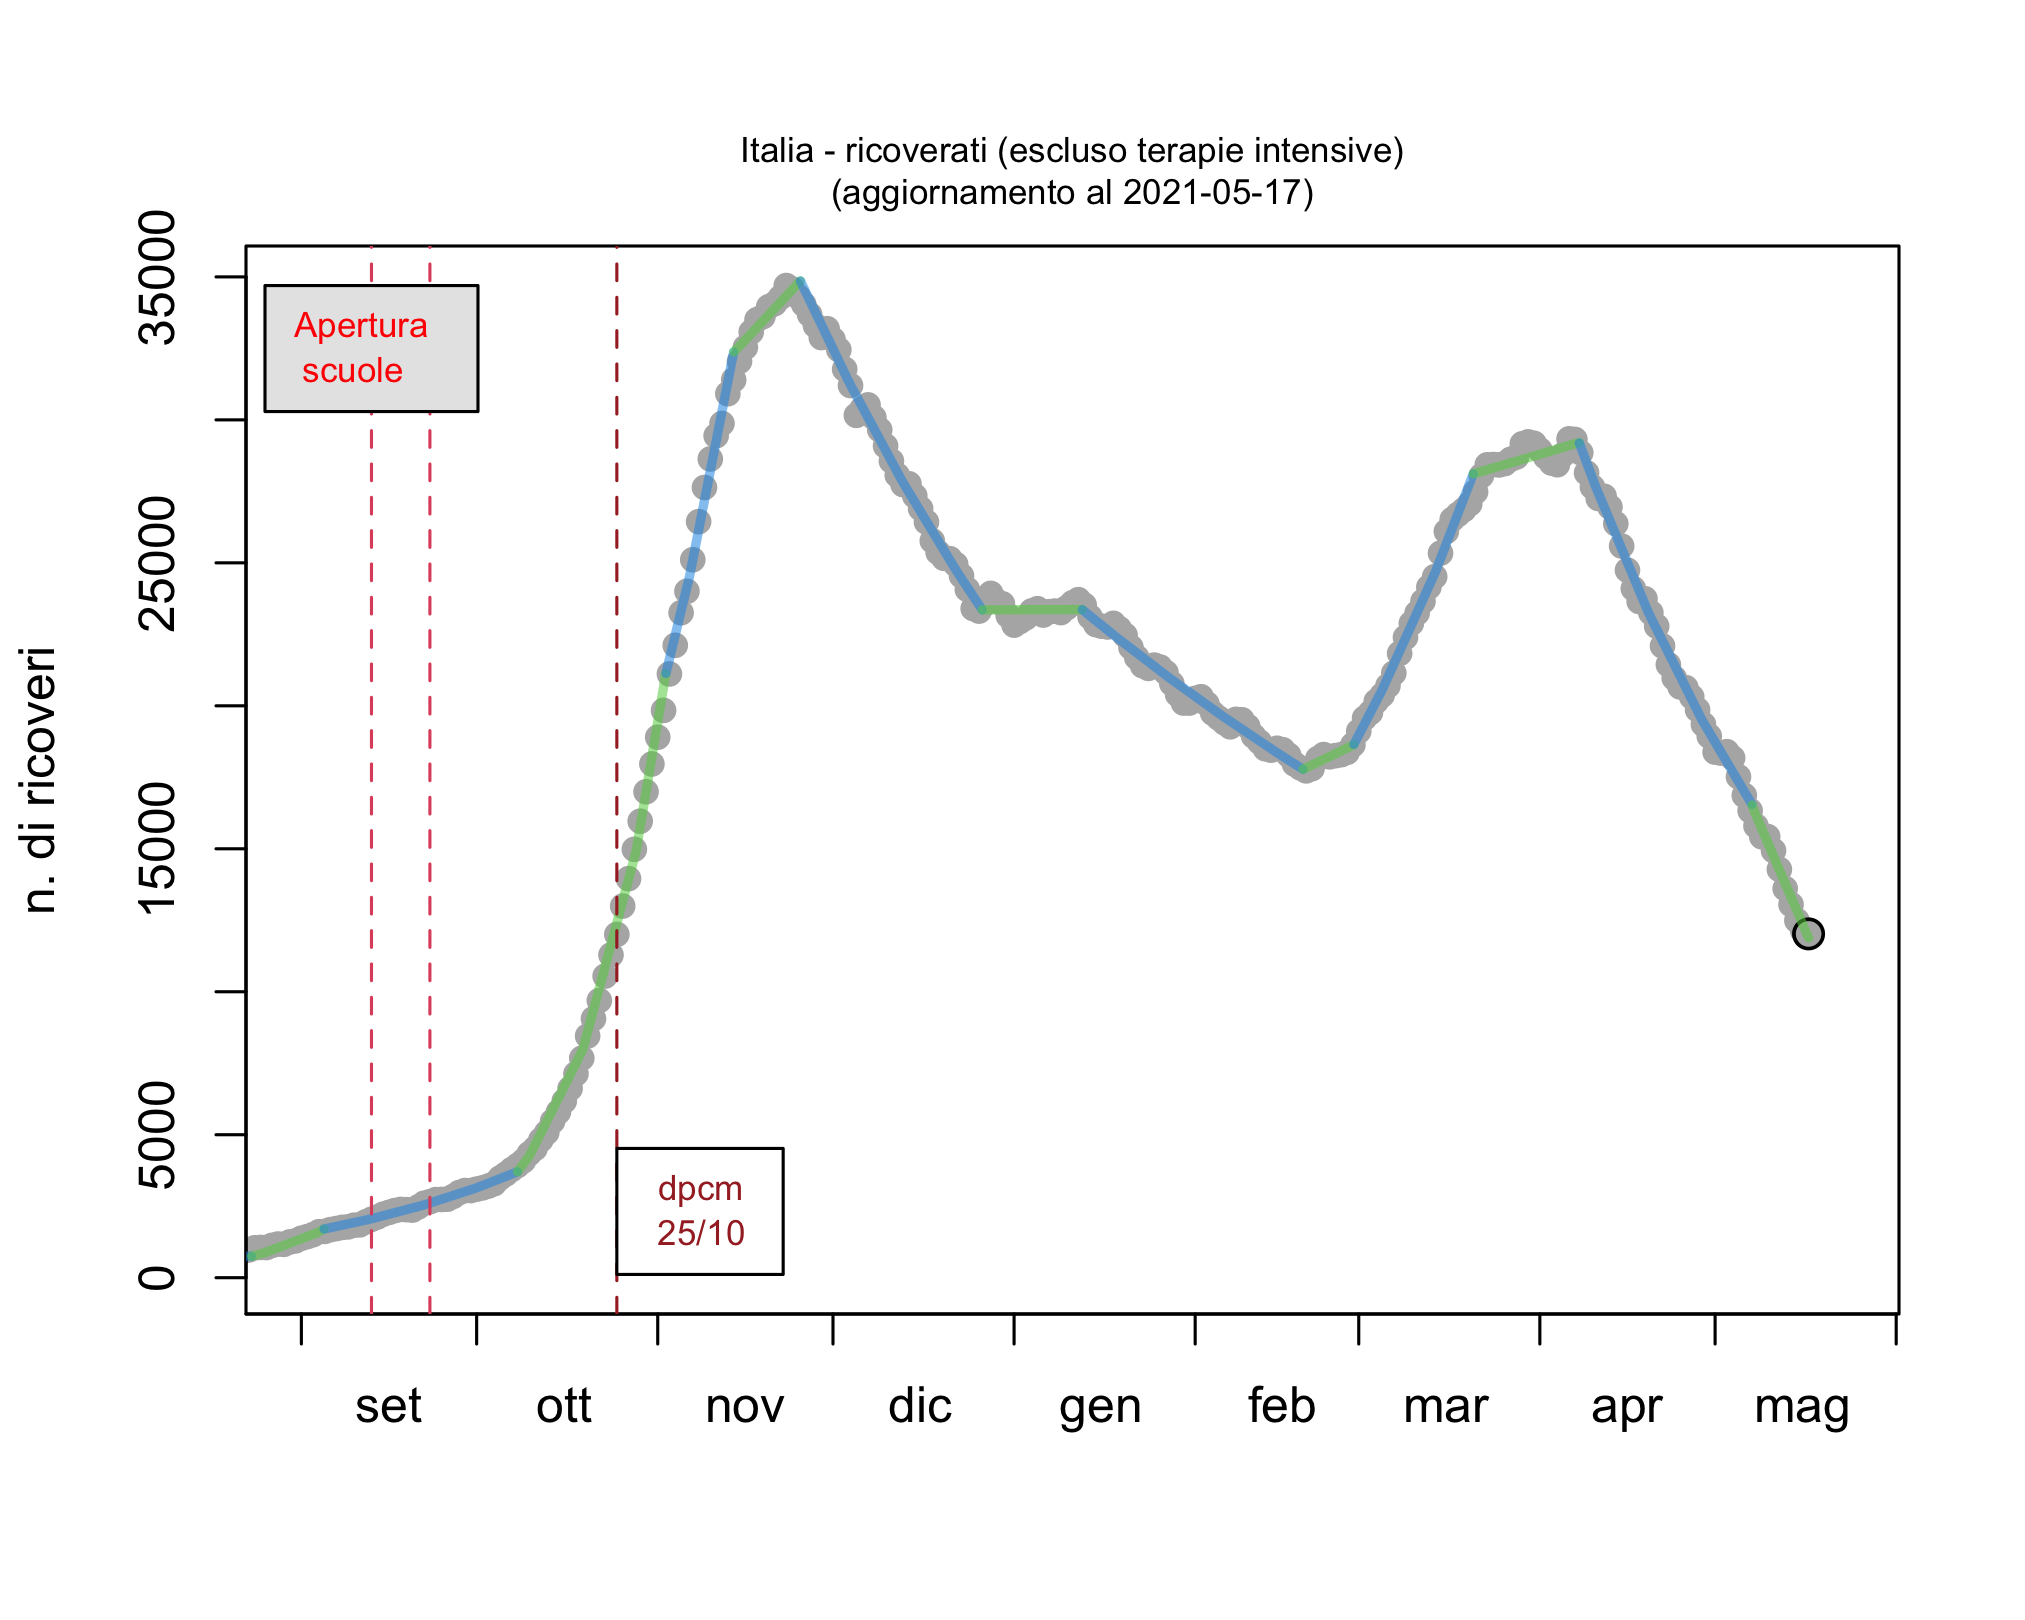 Italia - ricoverati (escluso terapie intensive)
(aggiornamento al 2021-05-17)
n. di ricoveri
35000
25000
15000
5000
0
Apertura
scuole
dpcm
25/10
set ott nov dic gen feb mar apr mag